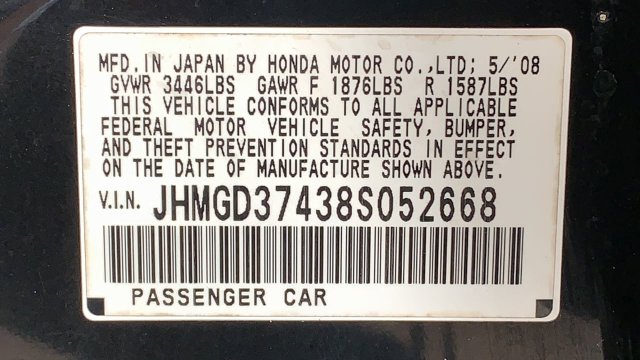 MFD. IN JAPAN BY HONDA MOTOR CO.,LTD; 5/'08
GVWR 3446LBS GAWR F 1876LBS R 1587LBS
THIS VEHICLE CONFORMS TO ALL APPLICABLE
FEDERAL MOTOR VEHICLE SAFETY, BUMPER,
AND THEFT PREVENTION STANDARDS IN EFFECT
ON THE DATE OF MANUFACTURE SHOWN ABOVE.
V.I.N. JHMGD37438S052668
PASSENGER CAR